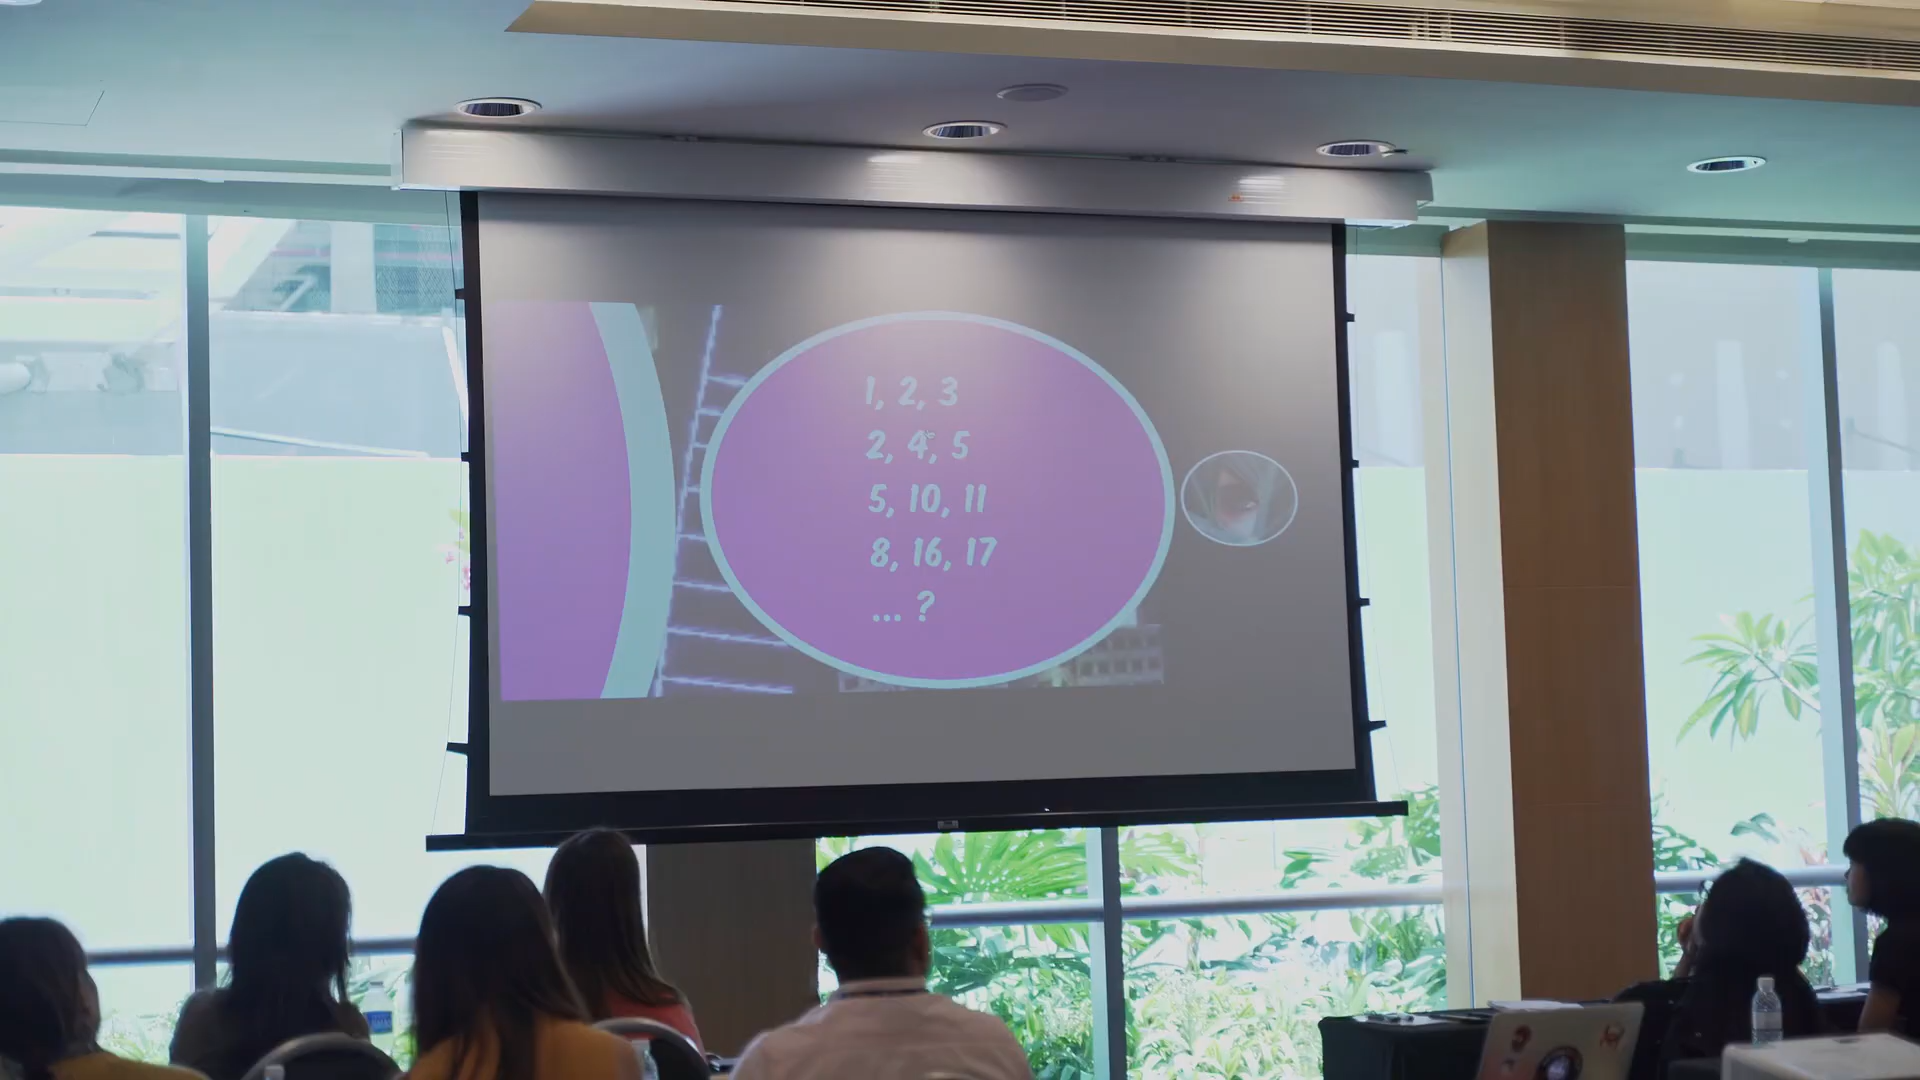 1, 2, 3
2, 4, 5
5, 10, 11
8, 16, 17
... ?